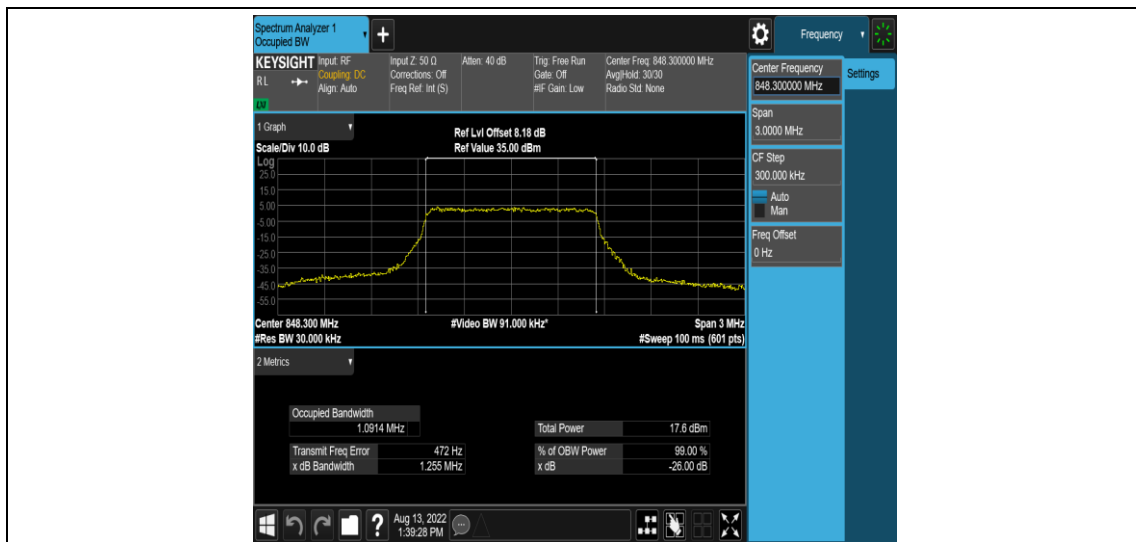 Spectrum Analyzer 1
Occupied BW
+
Frequency
KEYSIGHT
R L
LXI
Input: RF
Coupling: DC
Align: Auto
Input Z: 50 Ω
Corrections: Off
Freq Ref: Int (S)
Atten: 40 dB
Trig: Free Run
Gate: Off
#IF Gain: Low
Center Freq: 848.300000 MHz
Avg|Hold: 30/30
Radio Std: None
Center Frequency
848.300000 MHz
Settings
Span
3.0000 MHz
CF Step
300.000 kHz
Auto
Man
Freq Offset
0 Hz
1 Graph
Scale/Div 10.0 dB
Ref Lvl Offset 8.18 dB
Ref Value 35.00 dBm
Log
25.0
15.0
5.00
-5.00
-15.0
-25.0
-35.0
-45.0
-55.0
Center 848.300 MHz
#Video BW 91.000 kHz*
Span 3 MHz
#Res BW 30.000 kHz
#Sweep 100 ms (601 pts)
2 Metrics
Occupied Bandwidth
1.0914 MHz
Total Power 17.6 dBm
Transmit Freq Error 472 Hz
% of OBW Power 99.00 %
x dB Bandwidth 1.255 MHz
x dB -26.00 dB
?
Aug 13, 2022
1:39:28 PM